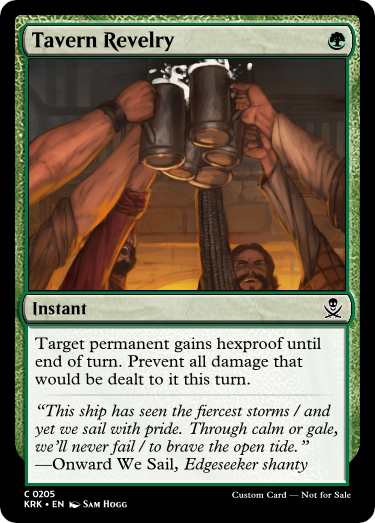 Tavern Revelry
Instant
Target permanent gains hexproof until
end of turn. Prevent all damage that
would be dealt to it this turn.
“This ship has seen the fiercest storms / and
yet we sail with pride. Through calm or gale,
we’ll never fail / to brave the open tide.”
—Onward We Sail, Edgeseeker shanty
C 0205
KRK • EN Sam Hogg
Custom Card — Not for Sale